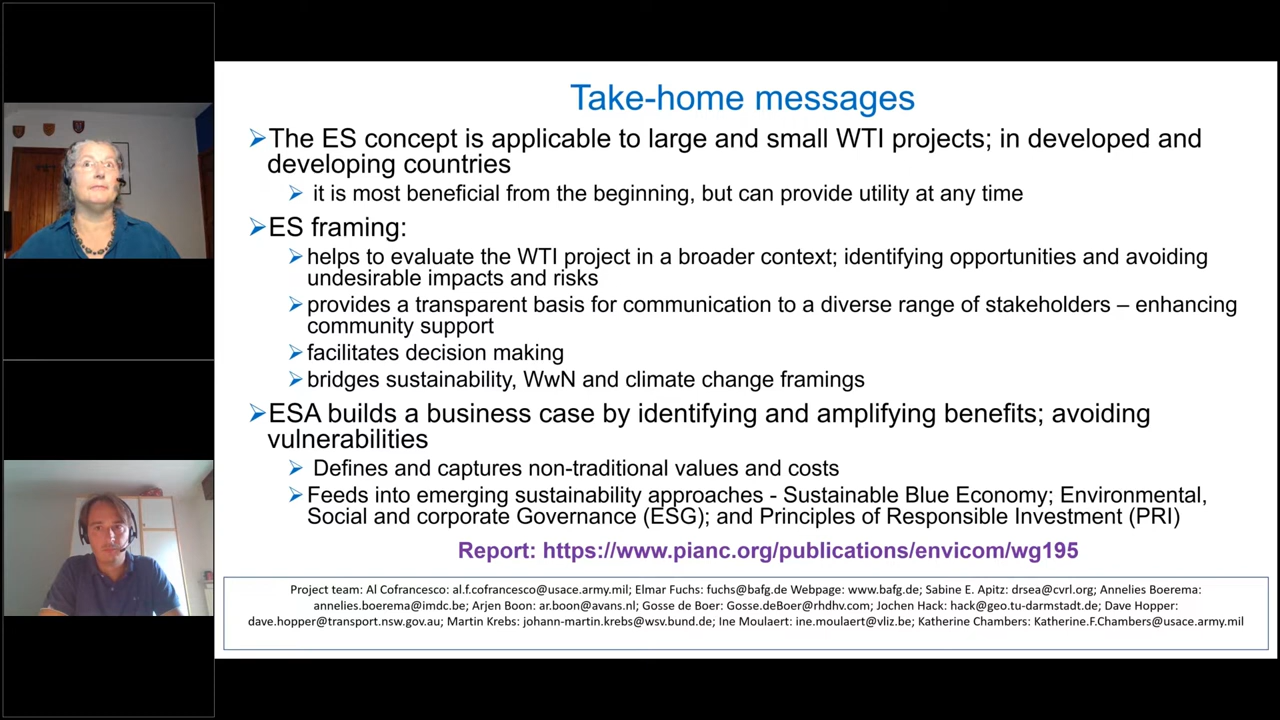 Take-home messages
➢The ES concept is applicable to large and small WTI projects; in developed and
developing countries
➢ it is most beneficial from the beginning, but can provide utility at any time
➢ES framing:
➢helps to evaluate the WTI project in a broader context; identifying opportunities and avoiding
undesirable impacts and risks
➢provides a transparent basis for communication to a diverse range of stakeholders – enhancing
community support
➢facilitates decision making
➢bridges sustainability, WwN and climate change framings
➢ESA builds a business case by identifying and amplifying benefits; avoiding
vulnerabilities
➢ Defines and captures non-traditional values and costs
➢Feeds into emerging sustainability approaches - Sustainable Blue Economy; Environmental,
Social and corporate Governance (ESG); and Principles of Responsible Investment (PRI)
Report: https://www.pianc.org/publications/envicom/wg195
Project team: Al Cofrancesco: al.f.cofrancesco@usace.army.mil; Elmar Fuchs: fuchs@bafg.de Webpage: www.bafg.de; Sabine E. Apitz: drsea@cvrl.org; Annelies Boerema:
annelies.boerema@imdc.be; Arjen Boon: ar.boon@avans.nl; Gosse de Boer: Gosse.deBoer@rhdhv.com; Jochen Hack: hack@geo.tu-darmstadt.de; Dave Hopper:
dave.hopper@transport.nsw.gov.au; Martin Krebs: johann-martin.krebs@wsv.bund.de; Ine Moulaert: ine.moulaert@vliz.be; Katherine Chambers: Katherine.F.Chambers@usace.army.mil